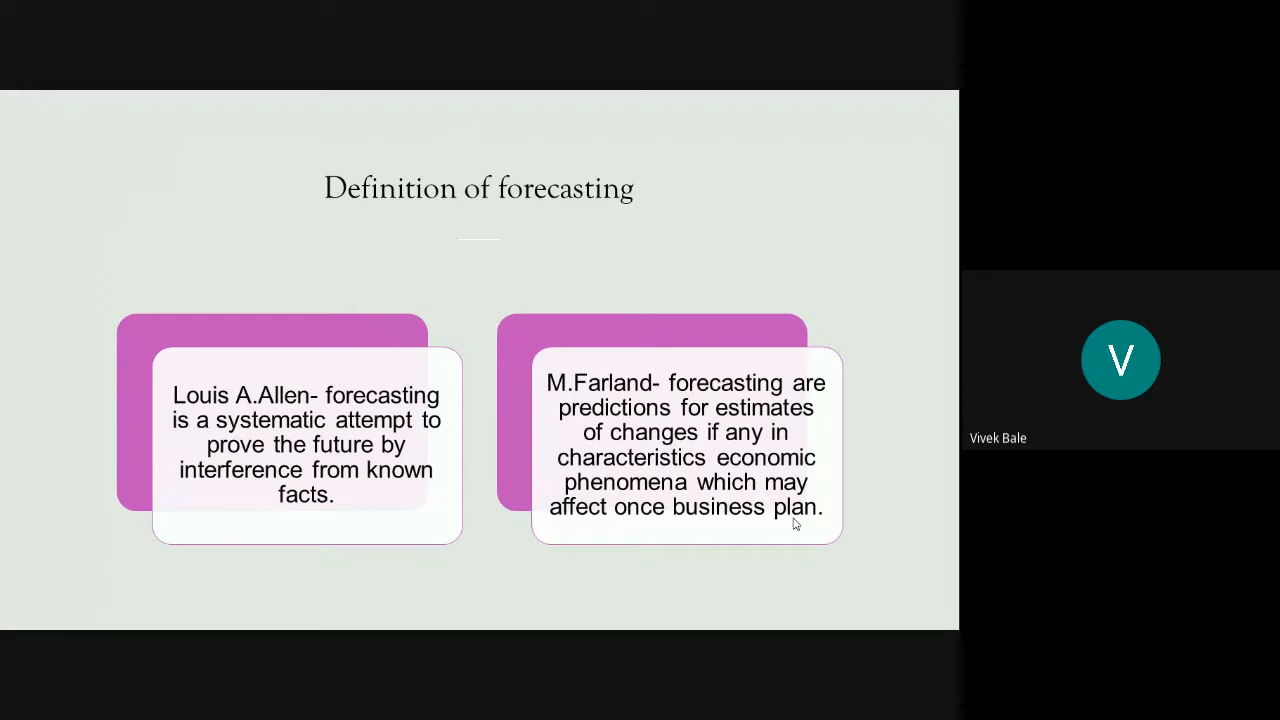 Definition of forecasting
Louis A.Allen- forecasting
is a systematic attempt to
prove the future by
interference from known
facts.
M.Farland- forecasting are
predictions for estimates
of changes if any in
characteristics economic
phenomena which may
affect once business plan.
V
Vivek Bale